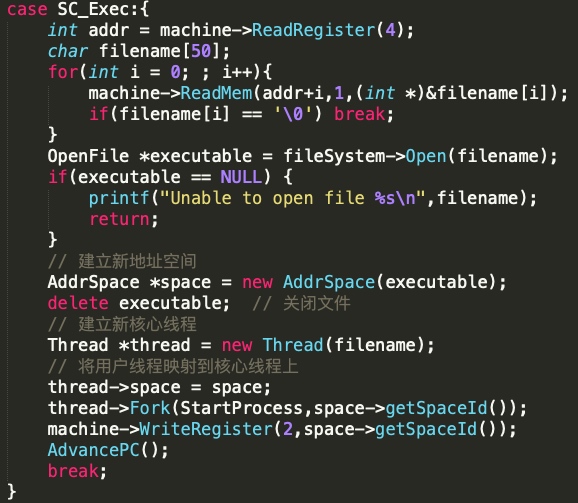 case SC_Exec:{
    int addr = machine->ReadRegister(4);
    char filename[50];
    for(int i = 0; ; i++){
        machine->ReadMem(addr+i,1,(int *)&filename[i]);
        if(filename[i] == '\0') break;
    }
    OpenFile *executable = fileSystem->Open(filename);
    if(executable == NULL) {
        printf("Unable to open file %s\n",filename);
        return;
    }
    // 建立新地址空间
    AddrSpace *space = new AddrSpace(executable);
    delete executable;  // 关闭文件
    // 建立新核心线程
    Thread *thread = new Thread(filename);
    // 将用户线程映射到核心线程上
    thread->space = space;
    thread->Fork(StartProcess,space->getSpaceId());
    machine->WriteRegister(2,space->getSpaceId());
    AdvancePC();
    break;
}